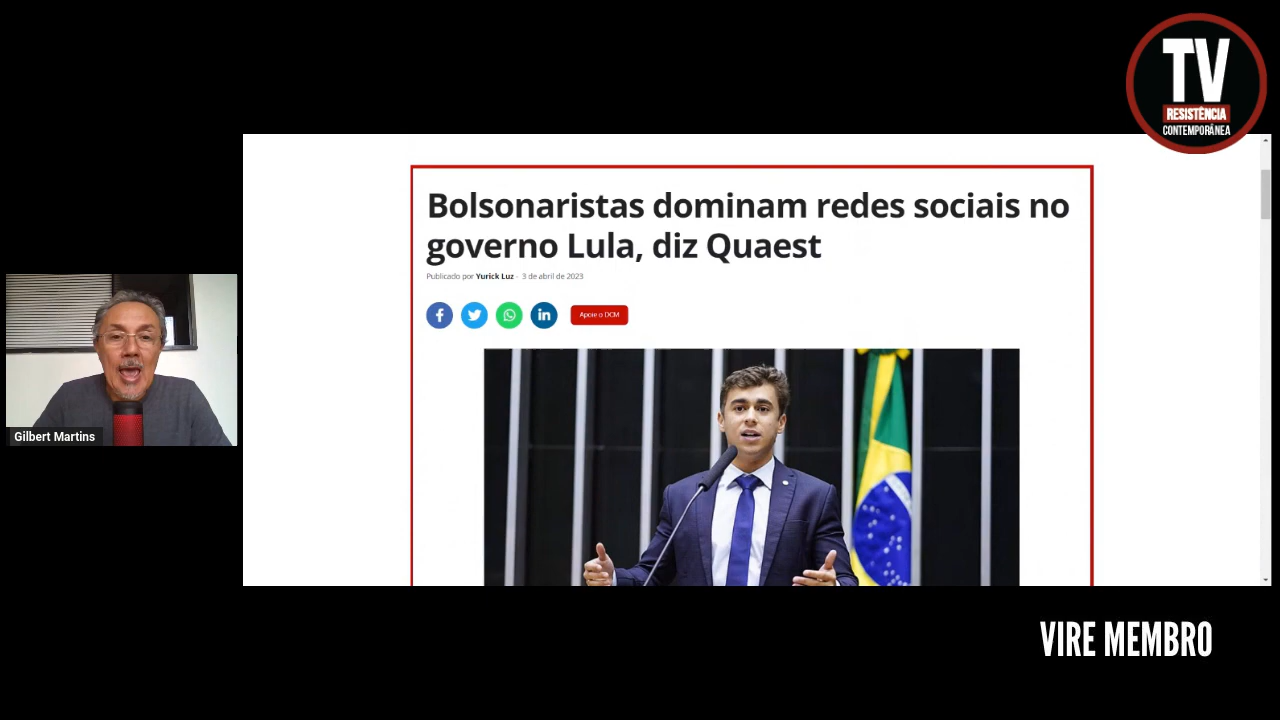 TV
RESISTÊNCIA
CONTEMPORÂNEA
Bolsonaristas dominam redes sociais no
governo Lula, diz Quaest
Publicado por Yurick Luz - 3 de abril de 2023
Apoie o DCM
Gilbert Martins
VIRE MEMBRO